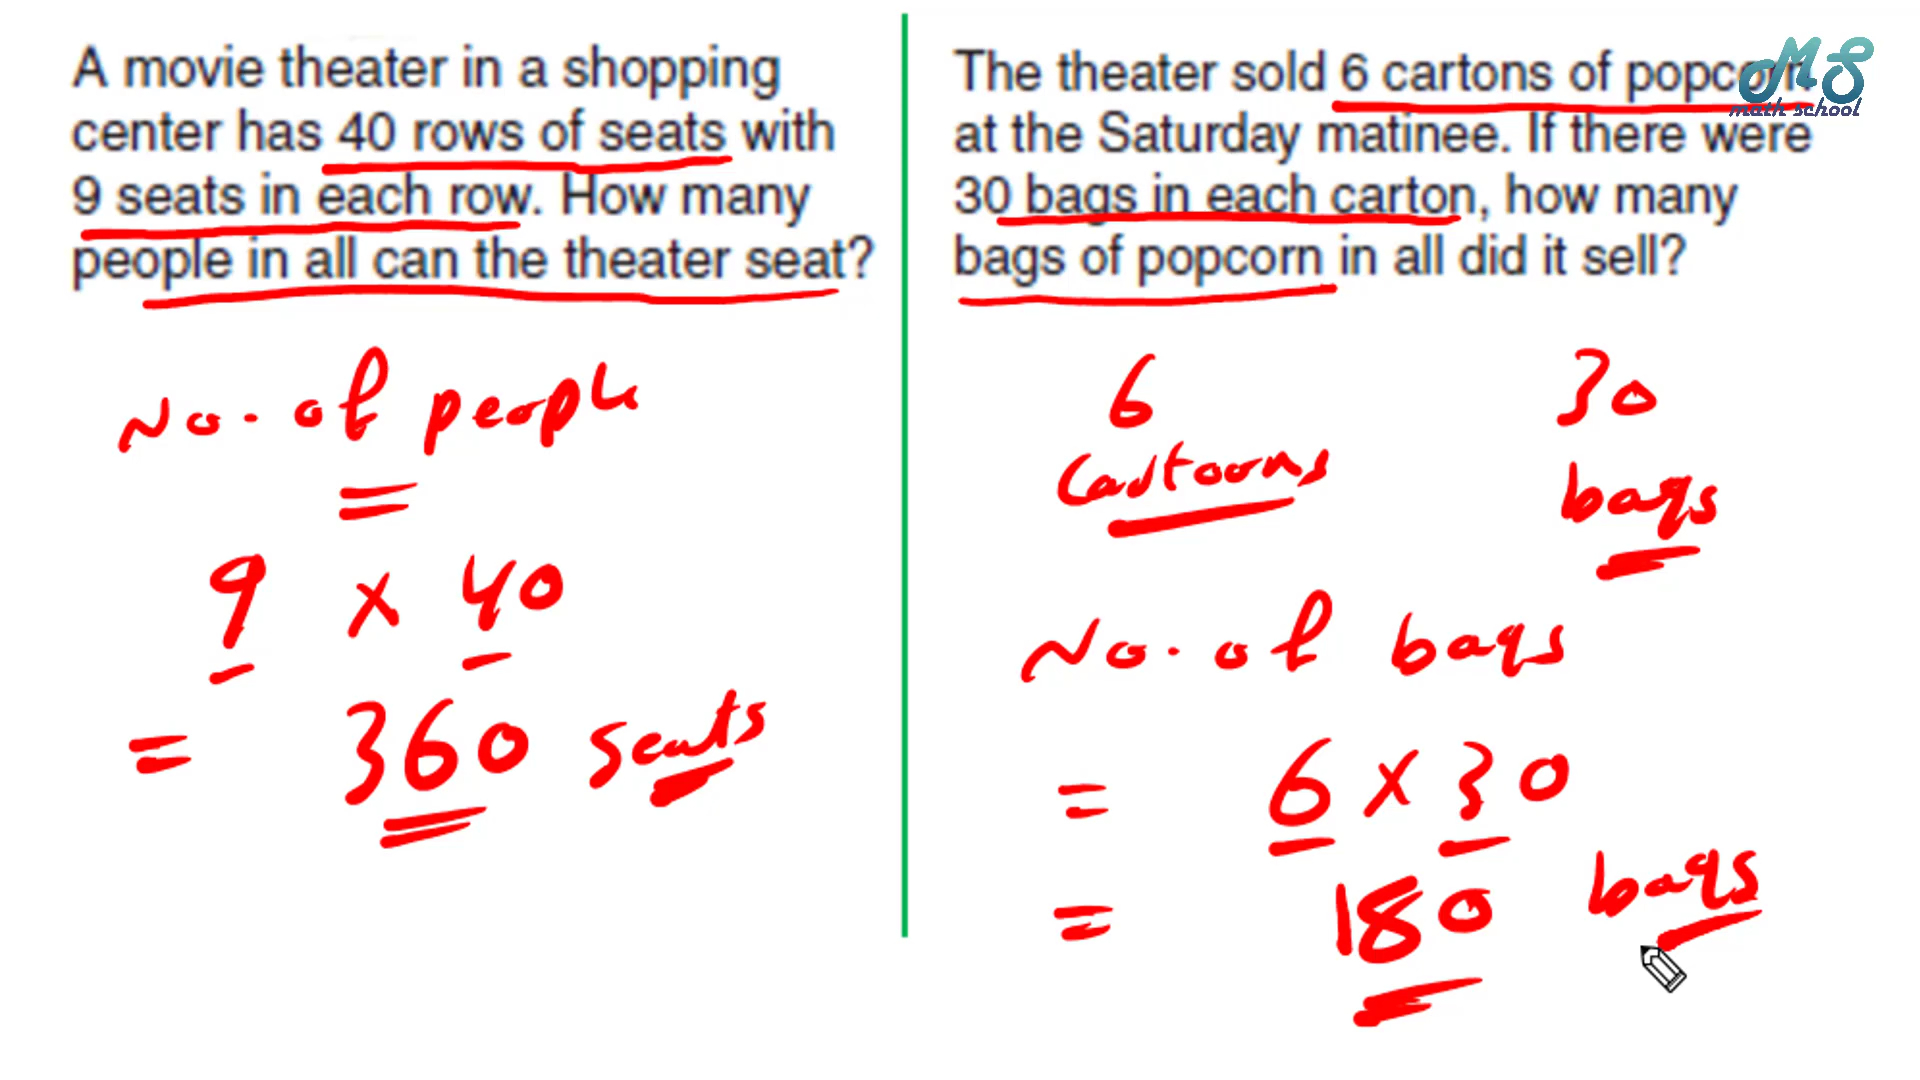 A movie theater in a shopping
center has 40 rows of seats with
9 seats in each row. How many
people in all can the theater seat?
No. of people
=
9 x 40
= 360 seats
The theater sold 6 cartons of popcorn
at the Saturday matinee. If there were
30 bags in each carton, how many
bags of popcorn in all did it sell?
6 30
Cartoons bags
No. of bags
= 6 x 30
= 180 bags
MS
math school